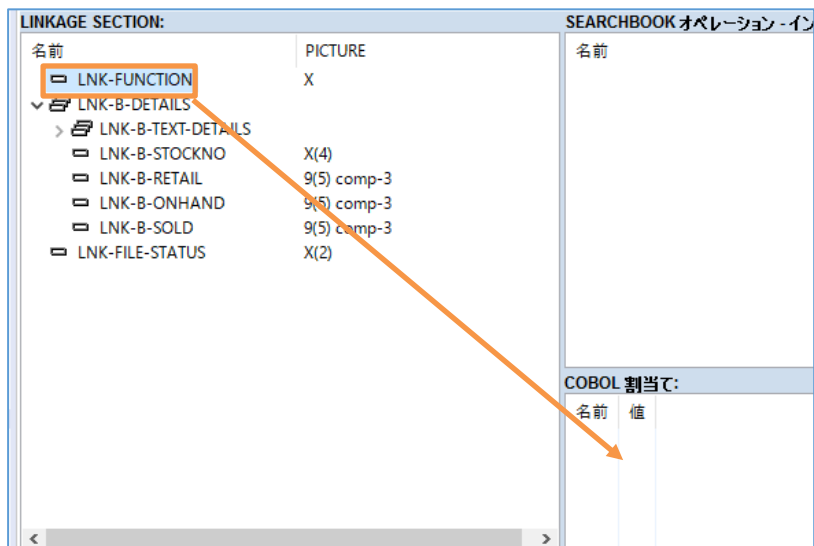 LINKAGE SECTION:
名前 PICTURE
LNK-FUNCTION X
LNK-B-DETAILS
LNK-B-TEXT-DETAILS
LNK-B-STOCKNO X(4)
LNK-B-RETAIL 9(5) comp-3
LNK-B-ONHAND 9(5) comp-3
LNK-B-SOLD 9(5) comp-3
LNK-FILE-STATUS X(2)
SEARCHBOOK オペレーション - イン
名前
COBOL 割当て:
名前 値